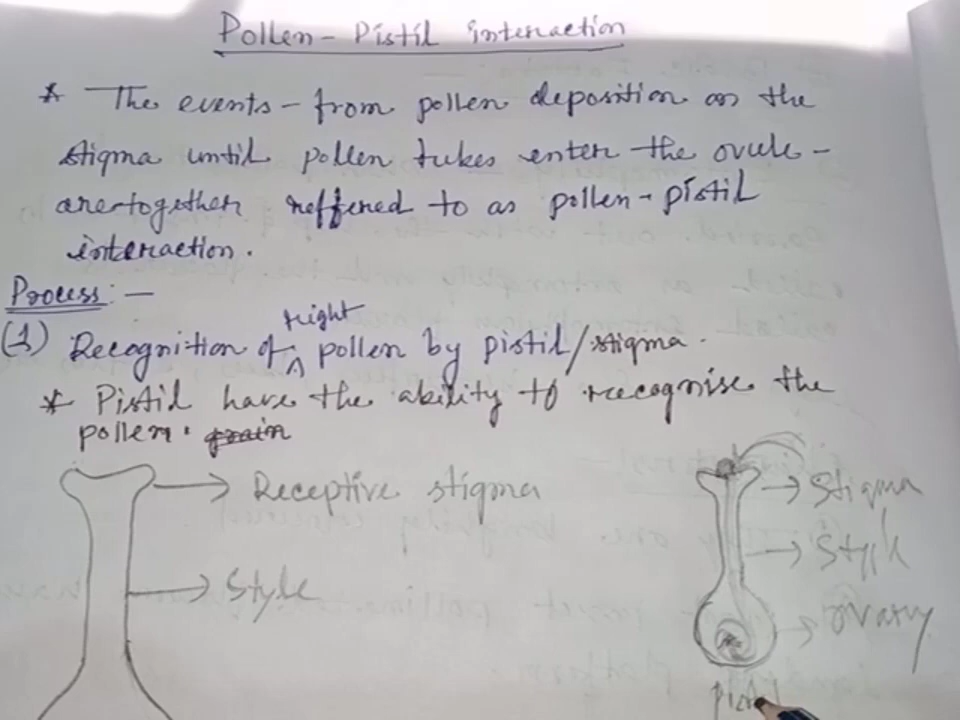 Pollen - Pistil interaction
* The events - from pollen deposition on the
stigma until pollen tubes enter the ovule -
are together reffered to as pollen - pistil
interaction.
Process: -
(1) Recognition of right pollen by pistil/stigma.
* Pistil have the ability to recognise the
pollen. grain
Receptive stigma
Style
Stigma
Style
Ovary
Pist